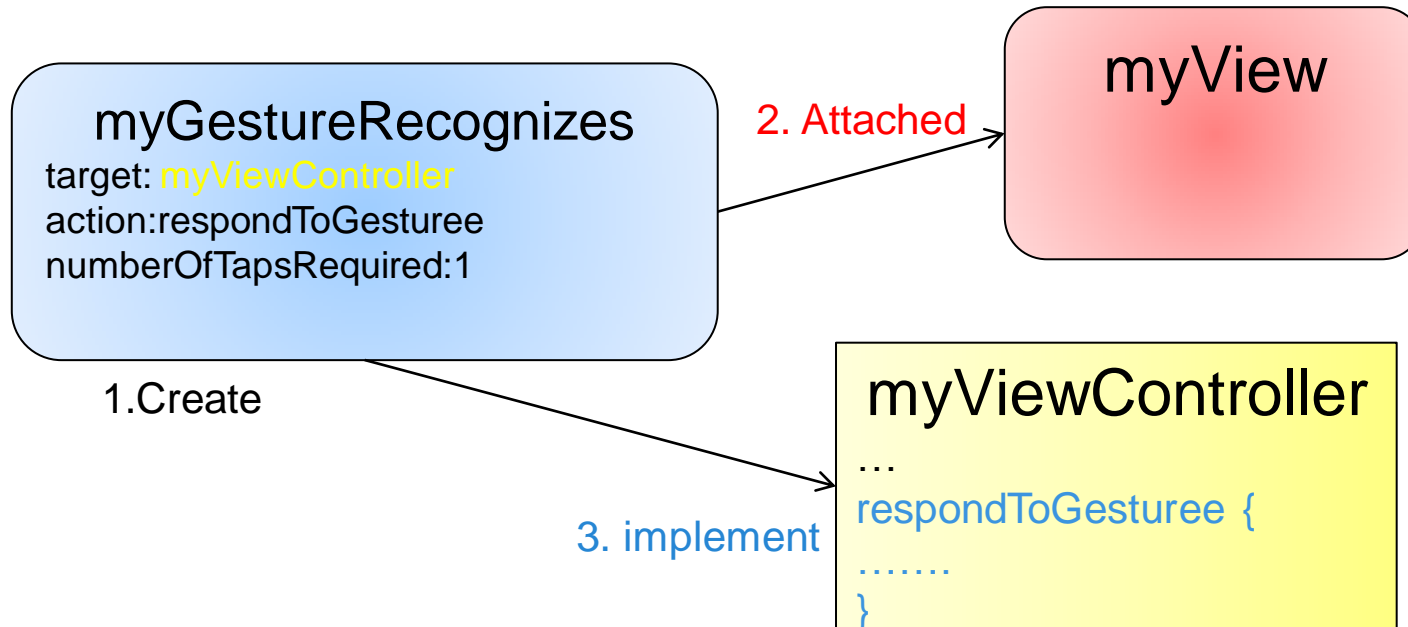 myGestureRecognizes
target: myViewController
action:respondToGesturee
numberOfTapsRequired:1
2. Attached
myView
1.Create
3. implement
myViewController
…
respondToGesturee {
…….
}